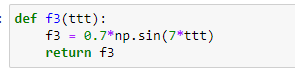 def f3(ttt):
    f3 = 0.7*np.sin(7*ttt)
    return f3